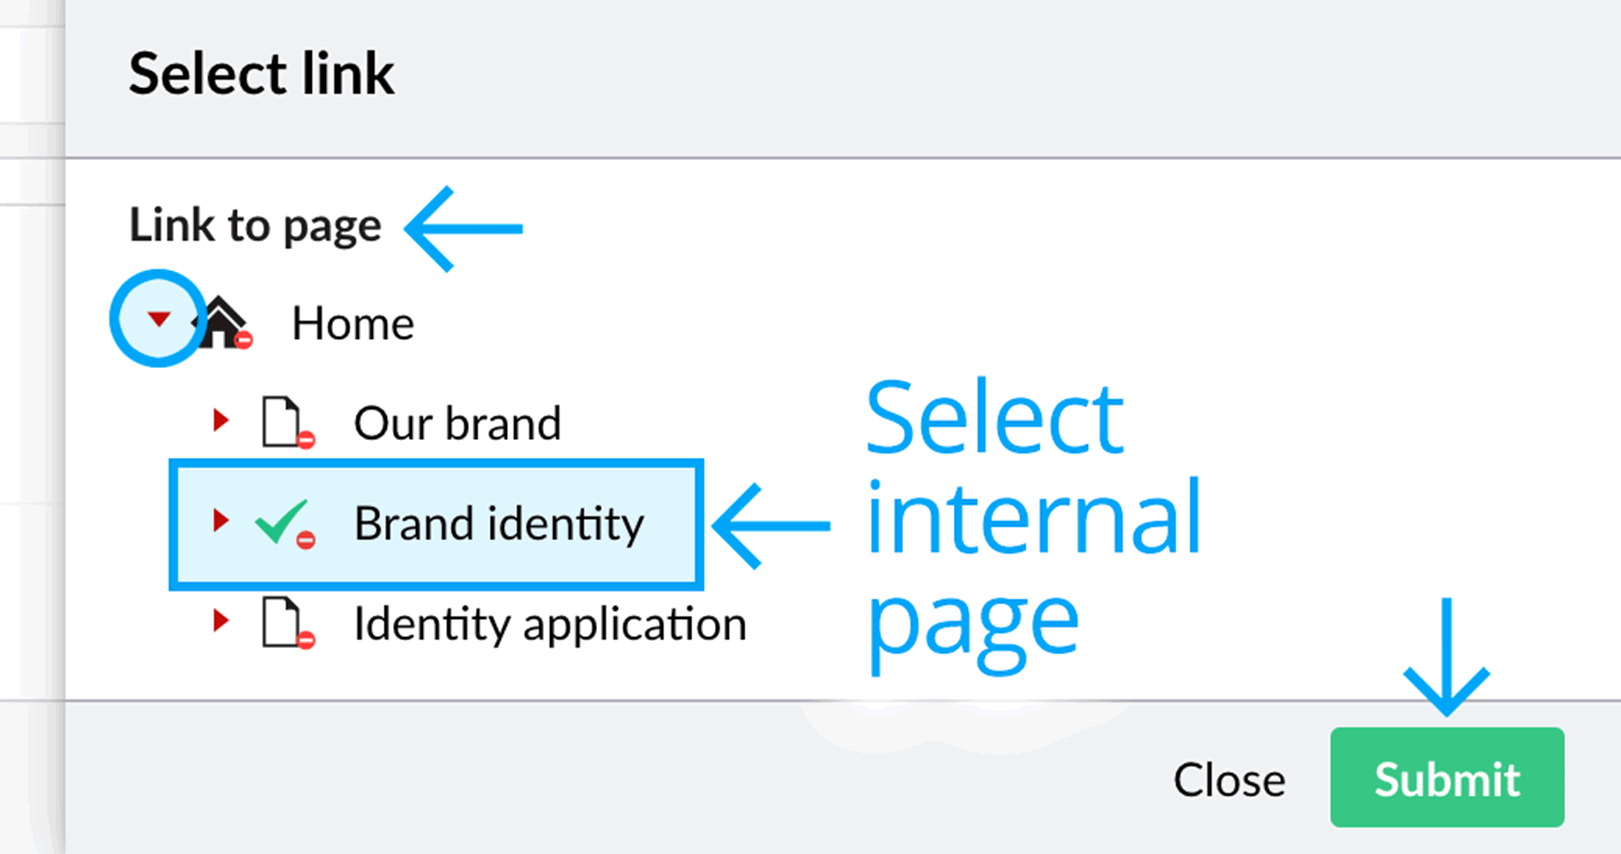 Select link
Link to page
Home
Our brand
Brand identity
Identity application
Select
internal
page
Close
Submit